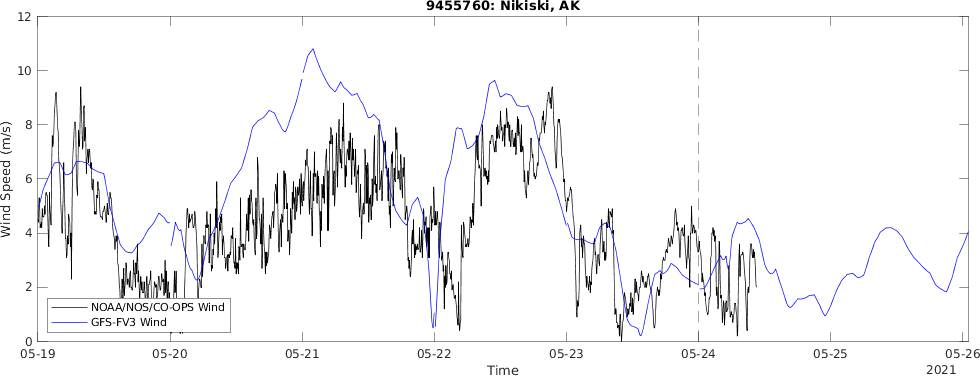 9455760: Nikiski, AK
Wind Speed (m/s)
12
10
8
6
4
2
0
NOAA/NOS/CO-OPS Wind
GFS-FV3 Wind
05-19 05-20 05-21 05-22 05-23 05-24 05-25 05-26
Time
2021